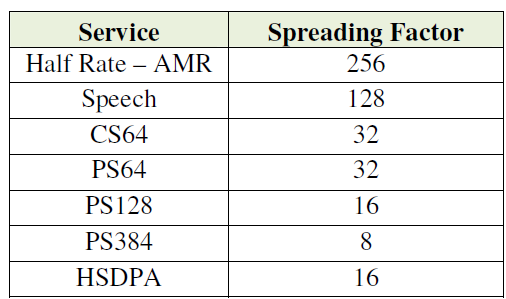 Service Spreading Factor
Half Rate – AMR 256
Speech 128
CS64 32
PS64 32
PS128 16
PS384 8
HSDPA 16